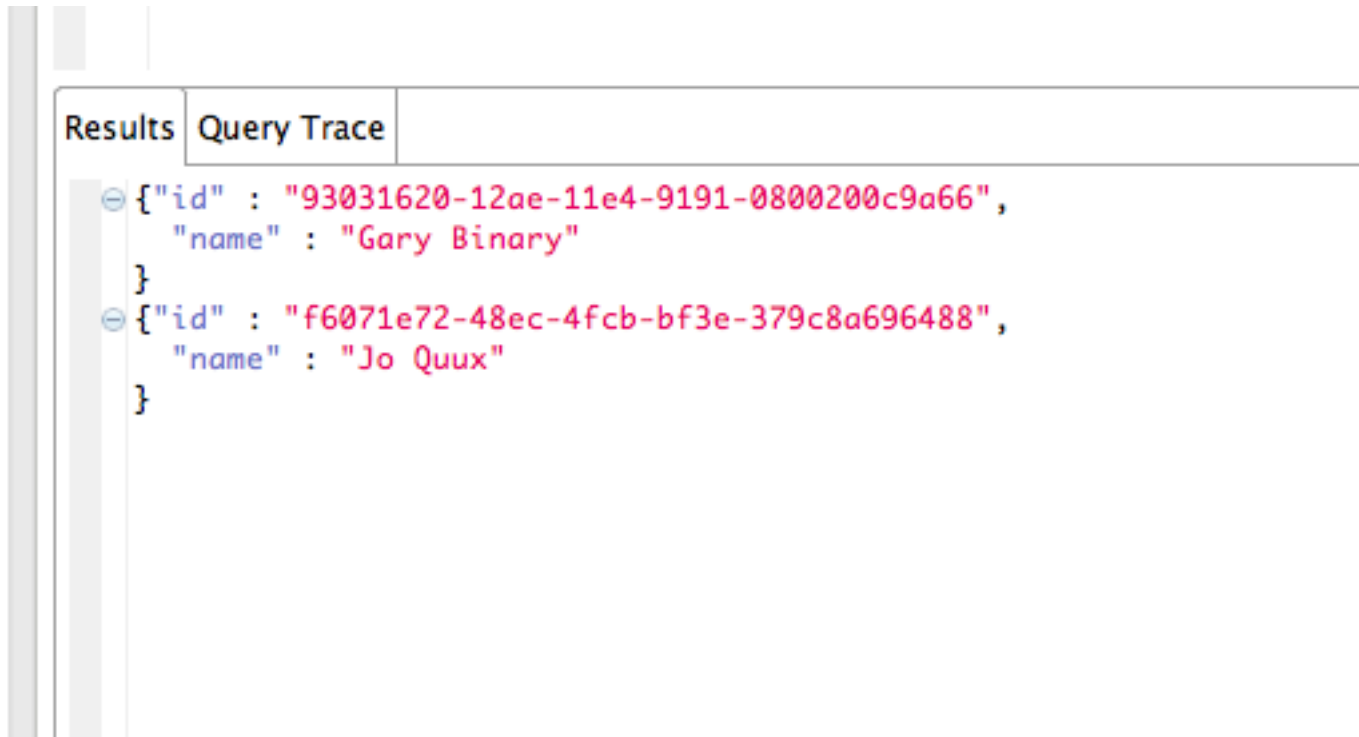 Results Query Trace
{"id" : "93031620-12ae-11e4-9191-0800200c9a66",
"name" : "Gary Binary"
}
{"id" : "f6071e72-48ec-4fcb-bf3e-379c8a696488",
"name" : "Jo Quux"
}